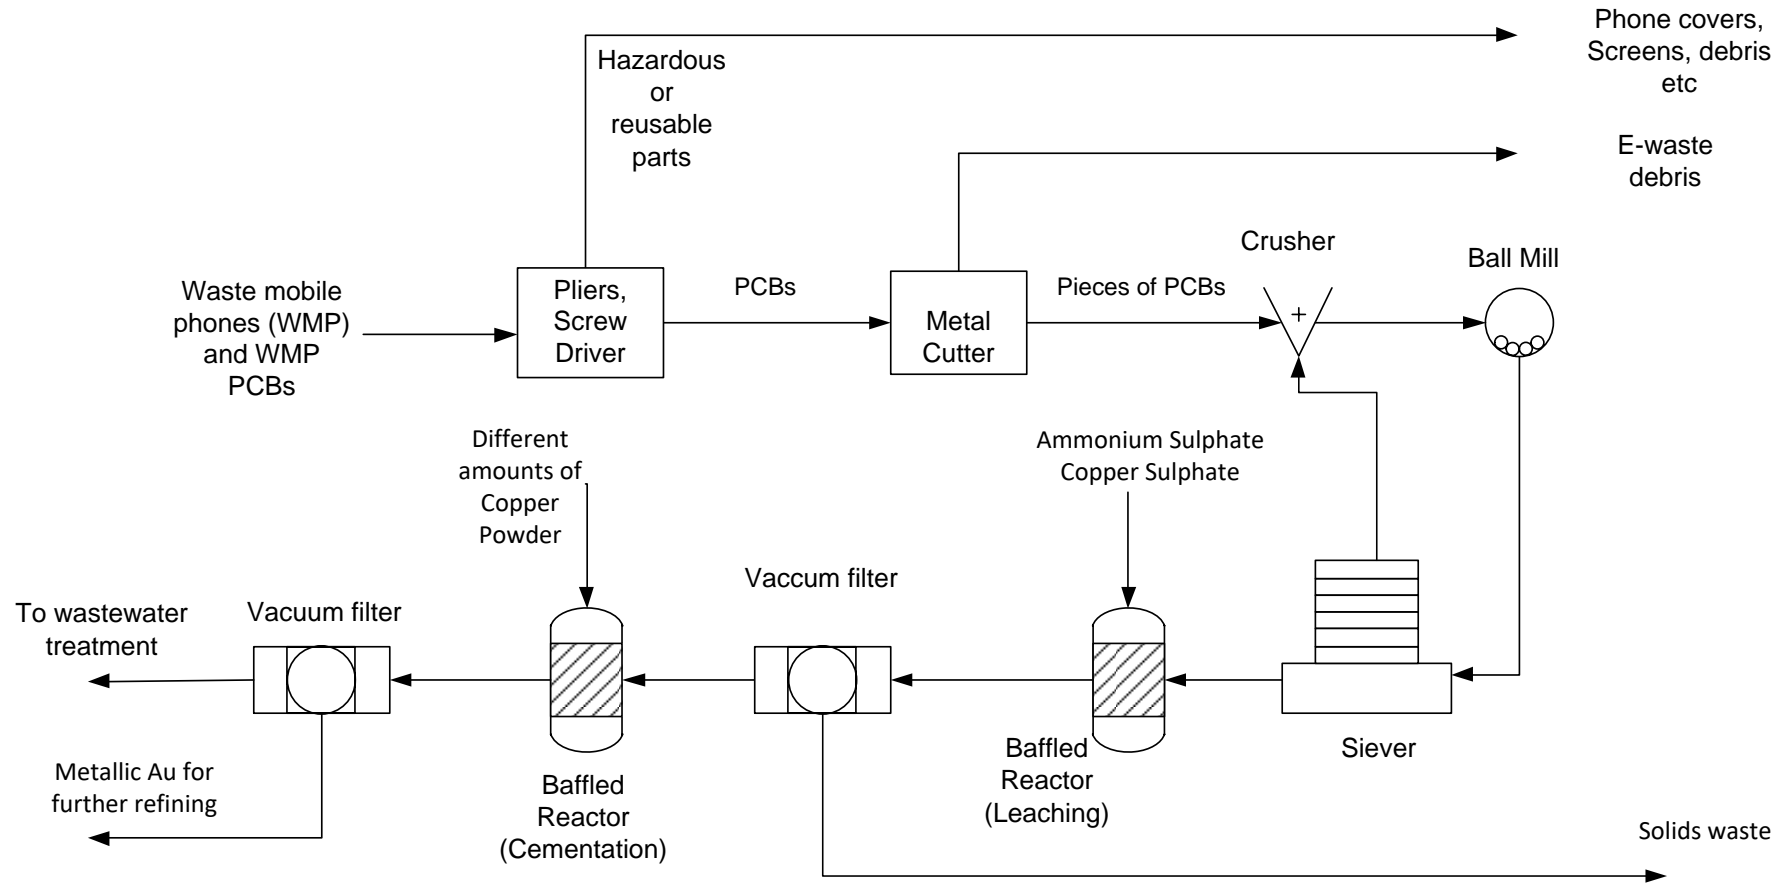 Phone covers,
Screens, debris
etc
Hazardous
or
reusable
parts
E-waste
debris
Crusher
Ball Mill
Waste mobile
phones (WMP)
and WMP
PCBs
Pliers,
Screw
Driver
PCBs
Metal
Cutter
Pieces of PCBs
+
Different
amounts of
Copper
Powder
Ammonium Sulphate
Copper Sulphate
To wastewater
treatment
Vacuum filter
Vaccum filter
Metallic Au for
further refining
Baffled
Reactor
(Cementation)
Baffled
Reactor
(Leaching)
Siever
Solids waste